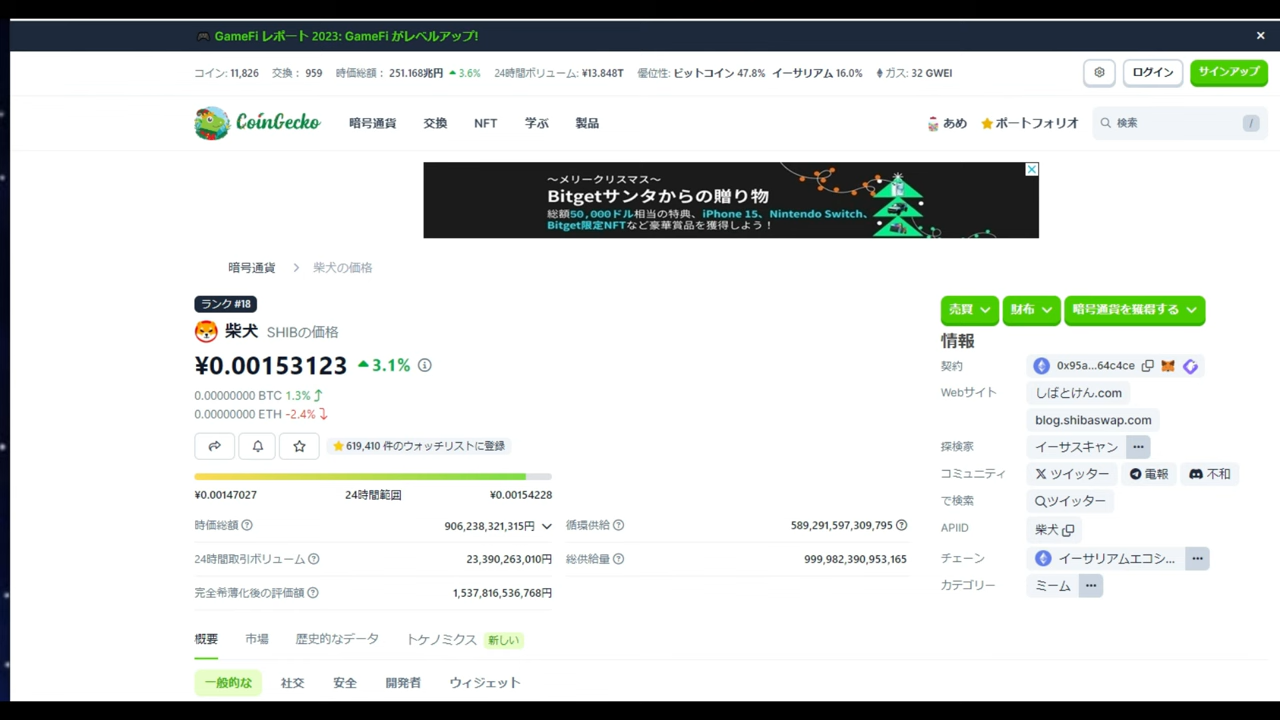 GameFi レポート 2023: GameFi がレベルアップ!
コイン: 11,826 交換： 959 時価総額： 251.168兆円 3.6% 24時間ボリューム: ¥13.848T 優位性: ビットコイン 47.8% イーサリアム 16.0% ガス: 32 GWEI
ログイン サインアップ
CoinGecko 暗号通貨 交換 NFT 学ぶ 製品 あめ ポートフォリオ 検索 /
～メリークリスマス～
Bitgetサンタからの贈り物
総額50,000ドル相当の特典、iPhone 15、Nintendo Switch、
Bitget限定NFTなど豪華賞品を獲得しよう！
暗号通貨 > 柴犬の価格
ランク #18
柴犬 SHIBの価格
¥0.00153123 3.1%
0.00000000 BTC 1.3%
0.00000000 ETH -2.4%
619,410 件のウォッチリストに登録
¥0.00147027 24時間範囲 ¥0.00154228
時価総額 906,238,321,315円
24時間取引ボリューム 23,390,263,010円
完全希薄化後の評価額 1,537,816,536,768円
循環供給 589,291,597,309,795
総供給量 999,982,390,953,165
売買 財布 暗号通貨を獲得する
情報
契約 0x95a...64c4ce
Webサイト しばとけん.com
blog.shibaswap.com
探検家 イーサスキャン ...
コミュニティ X ツイッター 電報 不和
で検索 ツイッター
APIID 柴犬
チェーン イーサリアムエコシ... ...
カテゴリー ミーム ...
概要 市場 歴史的なデータ トケノミクス 新しい
一般的な 社交 安全 開発者 ウィジェット